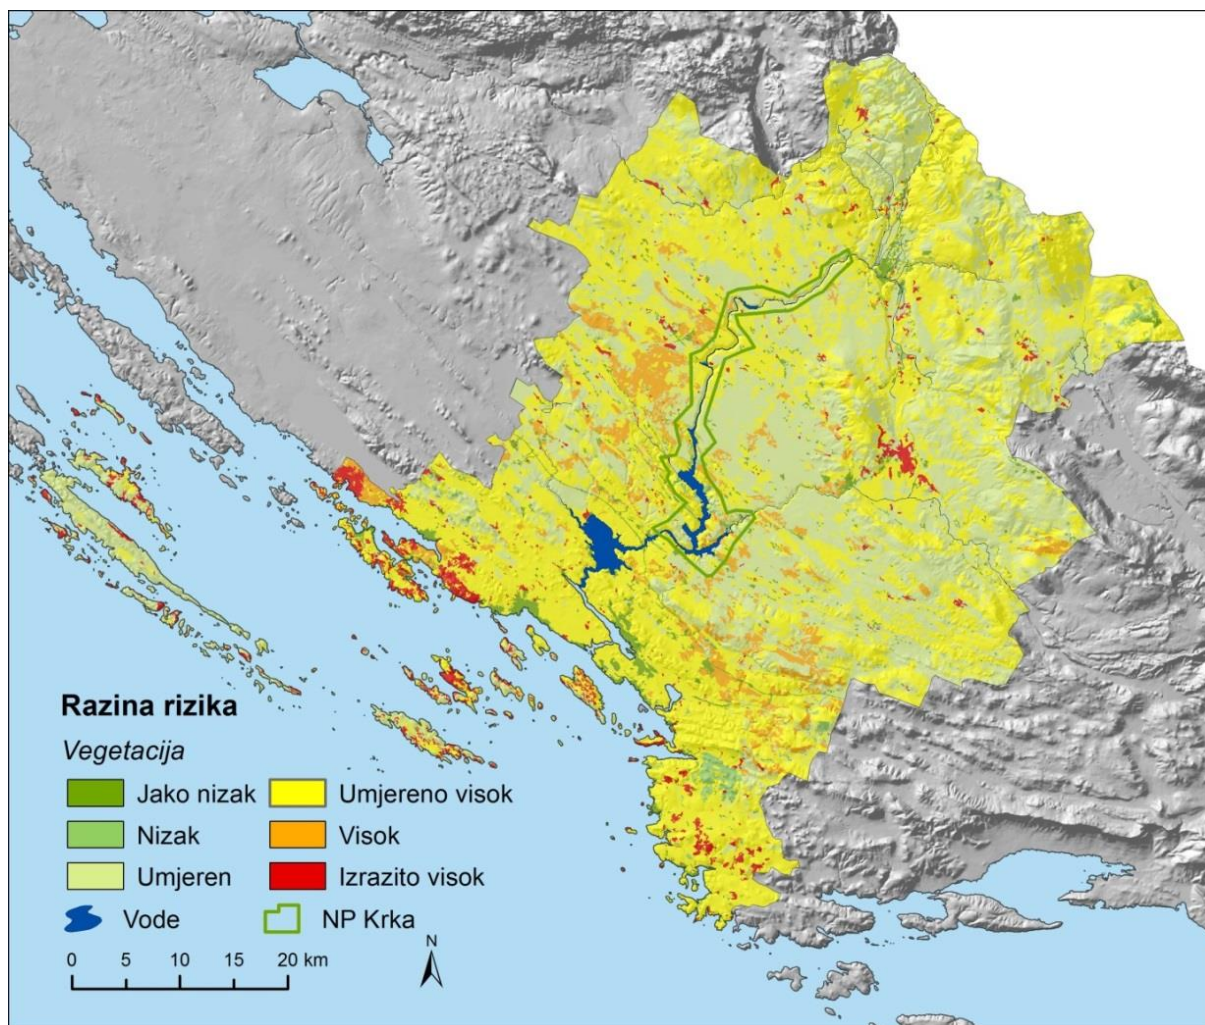 Razina rizika
Vegetacija
Jako nizak Umjereno visok
Nizak Visok
Umjeren Izrazito visok
Vode NP Krka
0 5 10 15 20 km
N